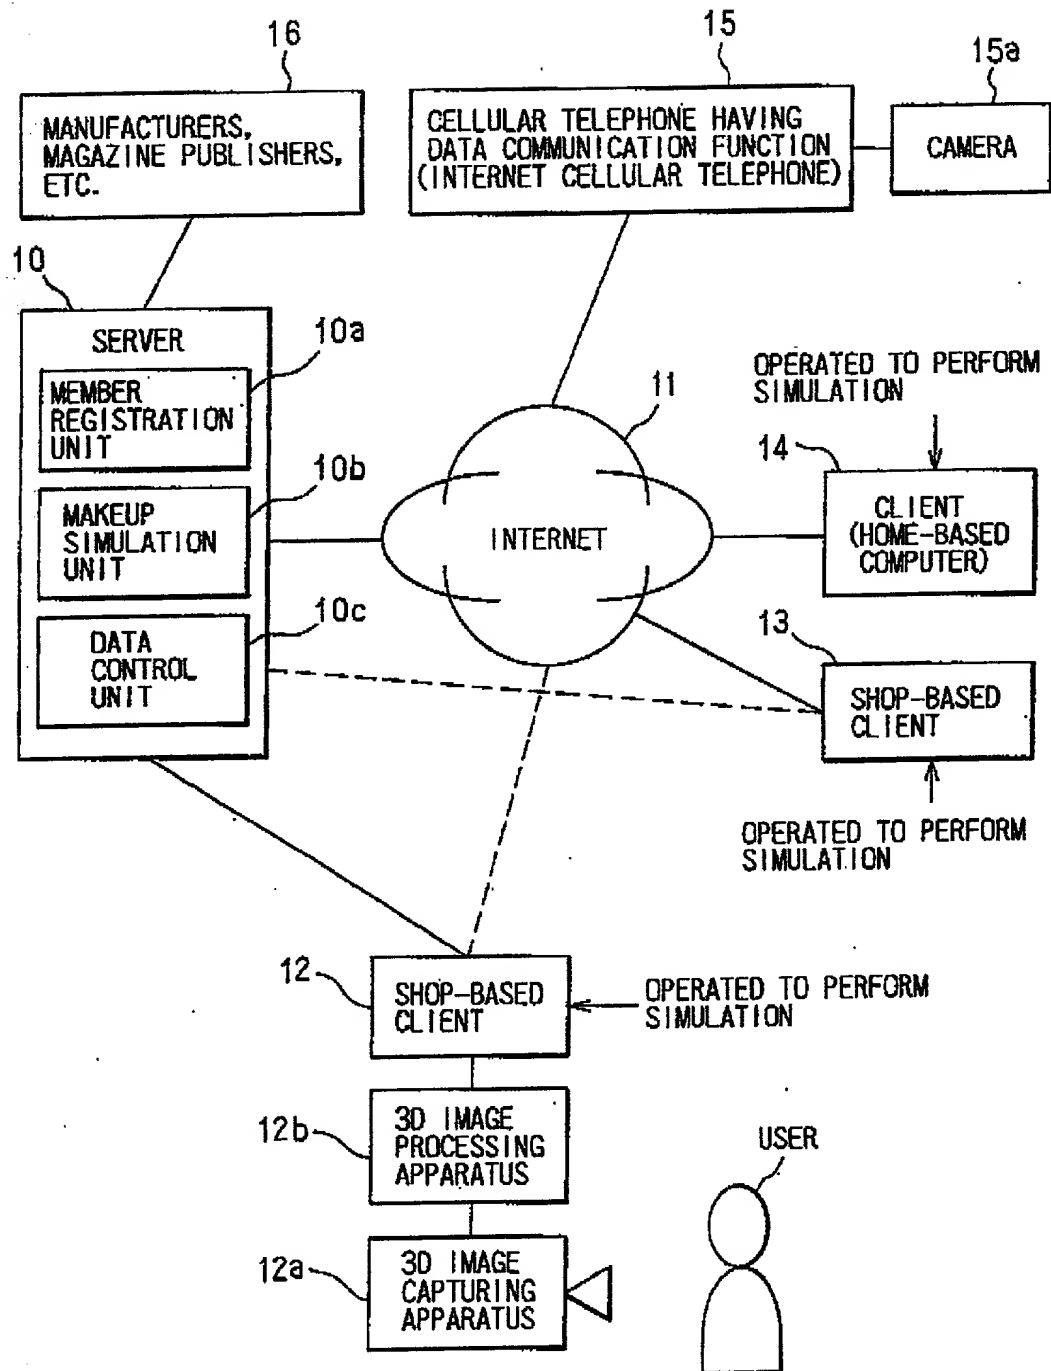 16
MANUFACTURERS,
MAGAZINE PUBLISHERS,
ETC.
15
CELLULAR TELEPHONE HAVING
DATA COMMUNICATION FUNCTION
(INTERNET CELLULAR TELEPHONE)
15a
CAMERA
10
SERVER
10a
MEMBER
REGISTRATION
UNIT
10b
MAKEUP
SIMULATION
UNIT
10c
DATA
CONTROL
UNIT
11
INTERNET
OPERATED TO PERFORM
SIMULATION
14
CLIENT
(HOME-BASED
COMPUTER)
13
SHOP-BASED
CLIENT
OPERATED TO PERFORM
SIMULATION
12
SHOP-BASED
CLIENT
OPERATED TO PERFORM
SIMULATION
12b
3D IMAGE
PROCESSING
APPARATUS
12a
3D IMAGE
CAPTURING
APPARATUS
USER